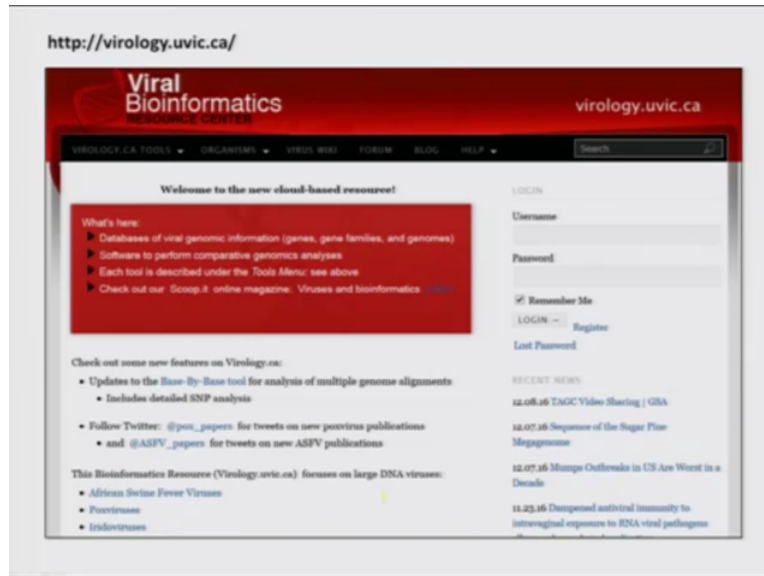 http://virology.uvic.ca/
Viral
Bioinformatics
RESOURCE CENTER
virology.uvic.ca
VIROLOGY.CA TOOLS ORGANISMS VIRUS WIKI FORUM BLOG HELP
Search
Welcome to the new cloud-based resource!
What's here:
Databases of viral genomic information (genes, gene families, and genomes)
Software to perform comparative genomics analyses
Each tool is described under the Tools Menu: see above
Check out our Scoop.it online magazine: Viruses and bioinformatics
Check out some new features on Virology.ca:
• Updates to the Base-By-Base tool for analysis of multiple genome alignments
• Includes detailed SNP analysis
• Follow Twitter: @pox_papers for tweets on new poxvirus publications
• and @ASFV_papers for tweets on new ASFV publications
This Bioinformatics Resource (Virology.uvic.ca) focuses on large DNA viruses:
• African Swine Fever Viruses
• Poxviruses
• Iridoviruses
LOGIN
Username
Password
Remember Me
LOGIN → Register
Lost Password
RECENT NEWS
12.08.16 TAGC Video Sharing | GSA
12.07.16 Sequence of the Sugar Pine
Megagenome
12.07.16 Mumps Outbreaks in US Are Worst in a
Decade
11.23.16 Dampened antiviral immunity to
intravaginal exposure to RNA viral pathogens